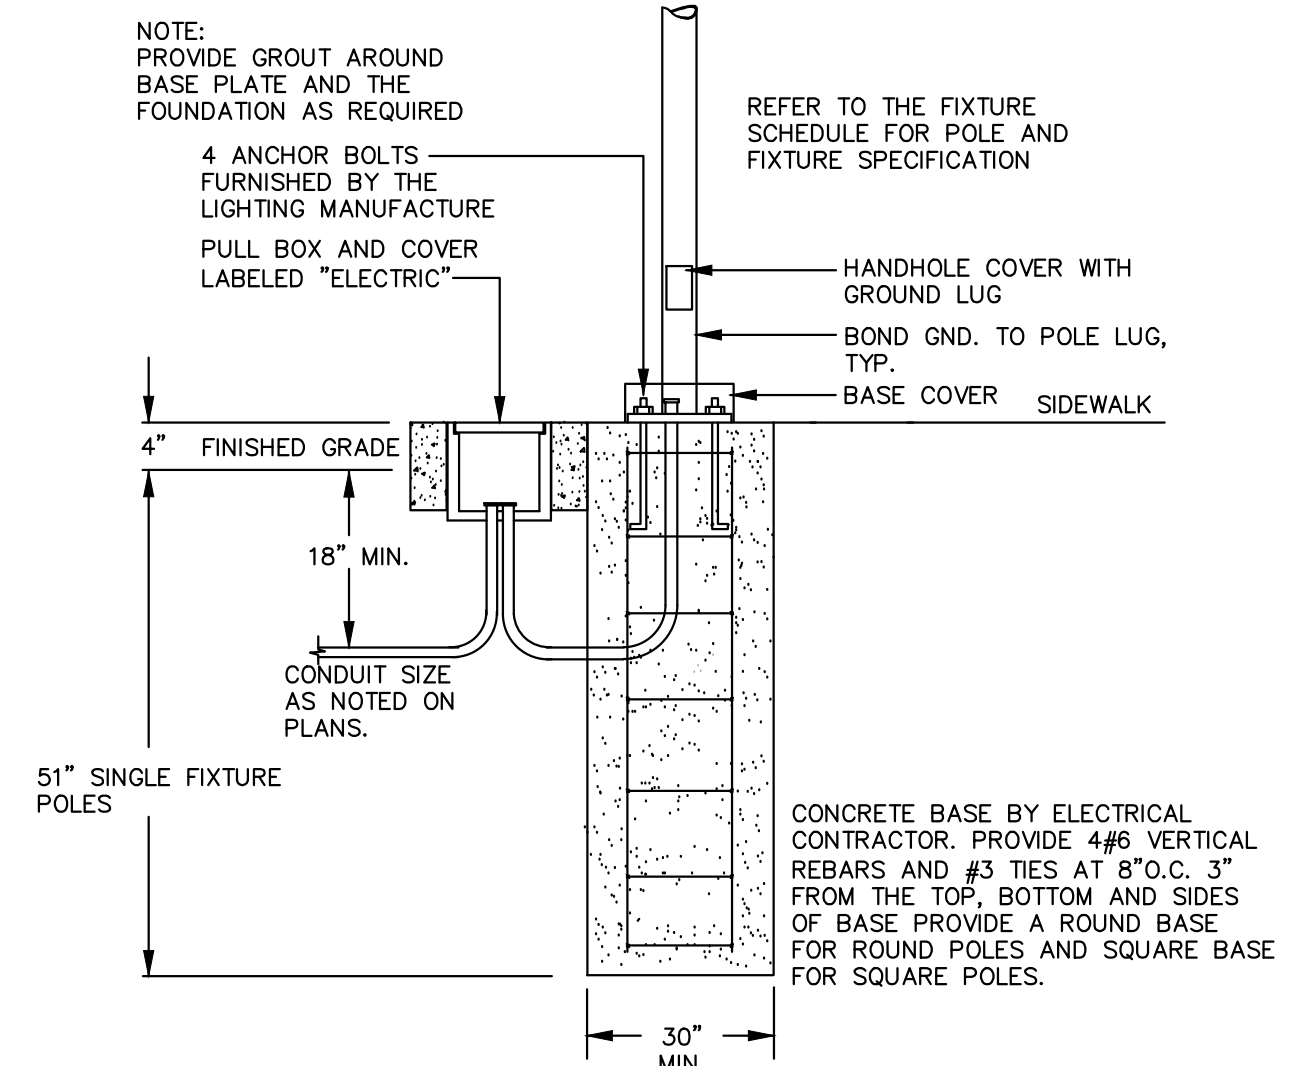 NOTE:
PROVIDE GROUT AROUND
BASE PLATE AND THE
FOUNDATION AS REQUIRED
REFER TO THE FIXTURE
SCHEDULE FOR POLE AND
FIXTURE SPECIFICATION
4 ANCHOR BOLTS
FURNISHED BY THE
LIGHTING MANUFACTURE
PULL BOX AND COVER
LABELED "ELECTRIC"
HANDHOLE COVER WITH
GROUND LUG
BOND GND. TO POLE LUG,
TYP.
BASE COVER
SIDEWALK
4" FINISHED GRADE
18" MIN.
CONDUIT SIZE
AS NOTED ON
PLANS.
51" SINGLE FIXTURE
POLES
CONCRETE BASE BY ELECTRICAL
CONTRACTOR. PROVIDE 4#6 VERTICAL
REBARS AND #3 TIES AT 8"O.C. 3"
FROM THE TOP, BOTTOM AND SIDES
OF BASE PROVIDE A ROUND BASE
FOR ROUND POLES AND SQUARE BASE
FOR SQUARE POLES.
30"
MIN